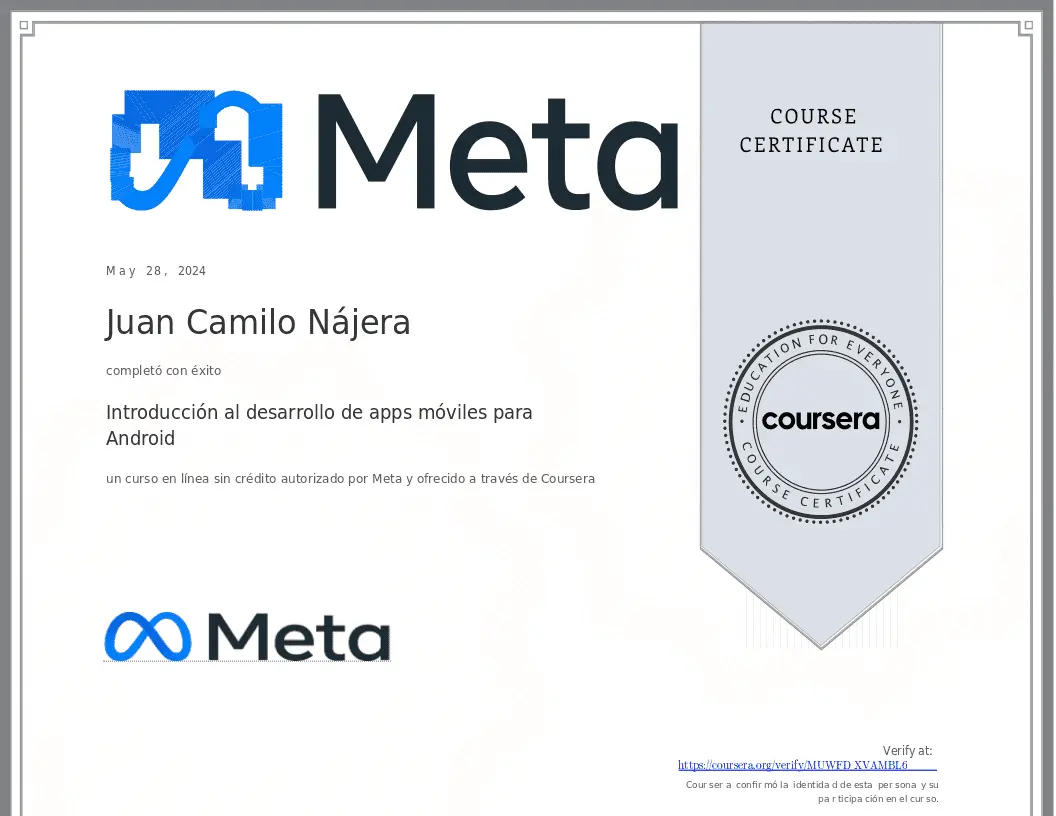 Meta
COURSE
CERTIFICATE
May 28, 2024
Juan Camilo Nájera
completó con éxito
Introducción al desarrollo de apps móviles para
Android
un curso en línea sin crédito autorizado por Meta y ofrecido a través de Coursera
EDUCATION FOR EVERYONE
coursera
COURSE CERTIFICATE
Meta
Verify at:
https://coursera.org/verify/MUWFD XVAMBL6
Cour ser a confir mó la identida d de esta per sona y su
pa r ticipa ción en el cur so.